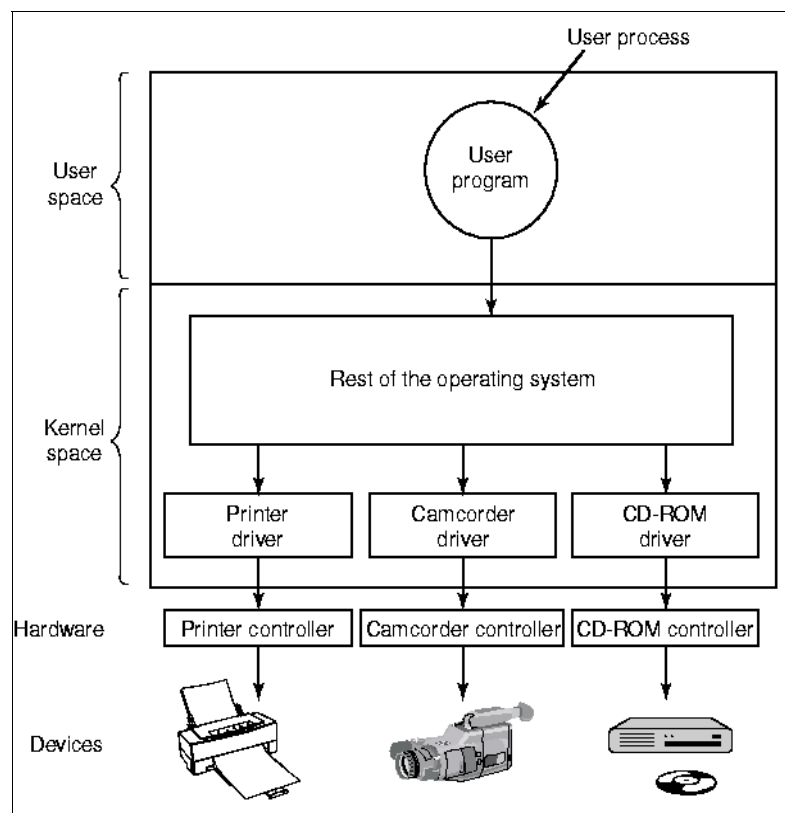 User process
User
program
User
space
Rest of the operating system
Kernel
space
Printer
driver
Camcorder
driver
CD-ROM
driver
Hardware
Printer controller
Camcorder controller
CD-ROM controller
Devices